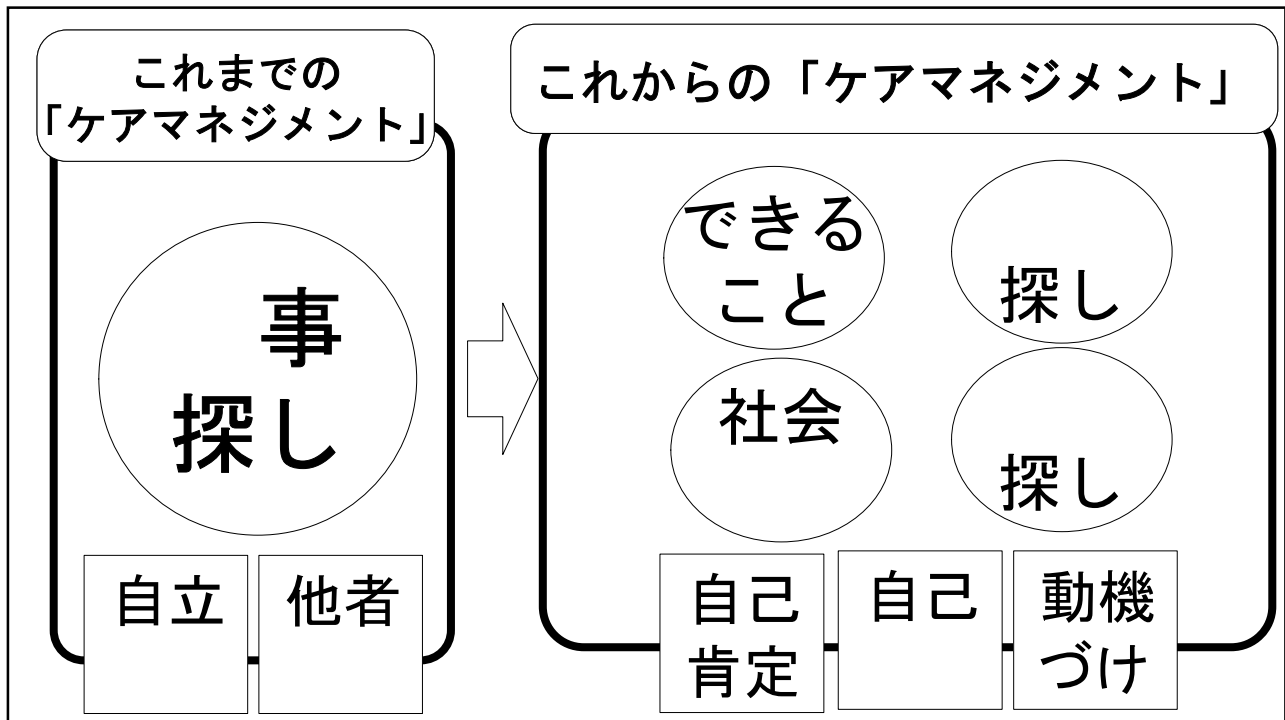 これまでの
「ケアマネジメント」
事
探し
自立
他者
これからの「ケアマネジメント」
できる
こと
探し
社会
探し
自己
肯定
自己
動機
づけ